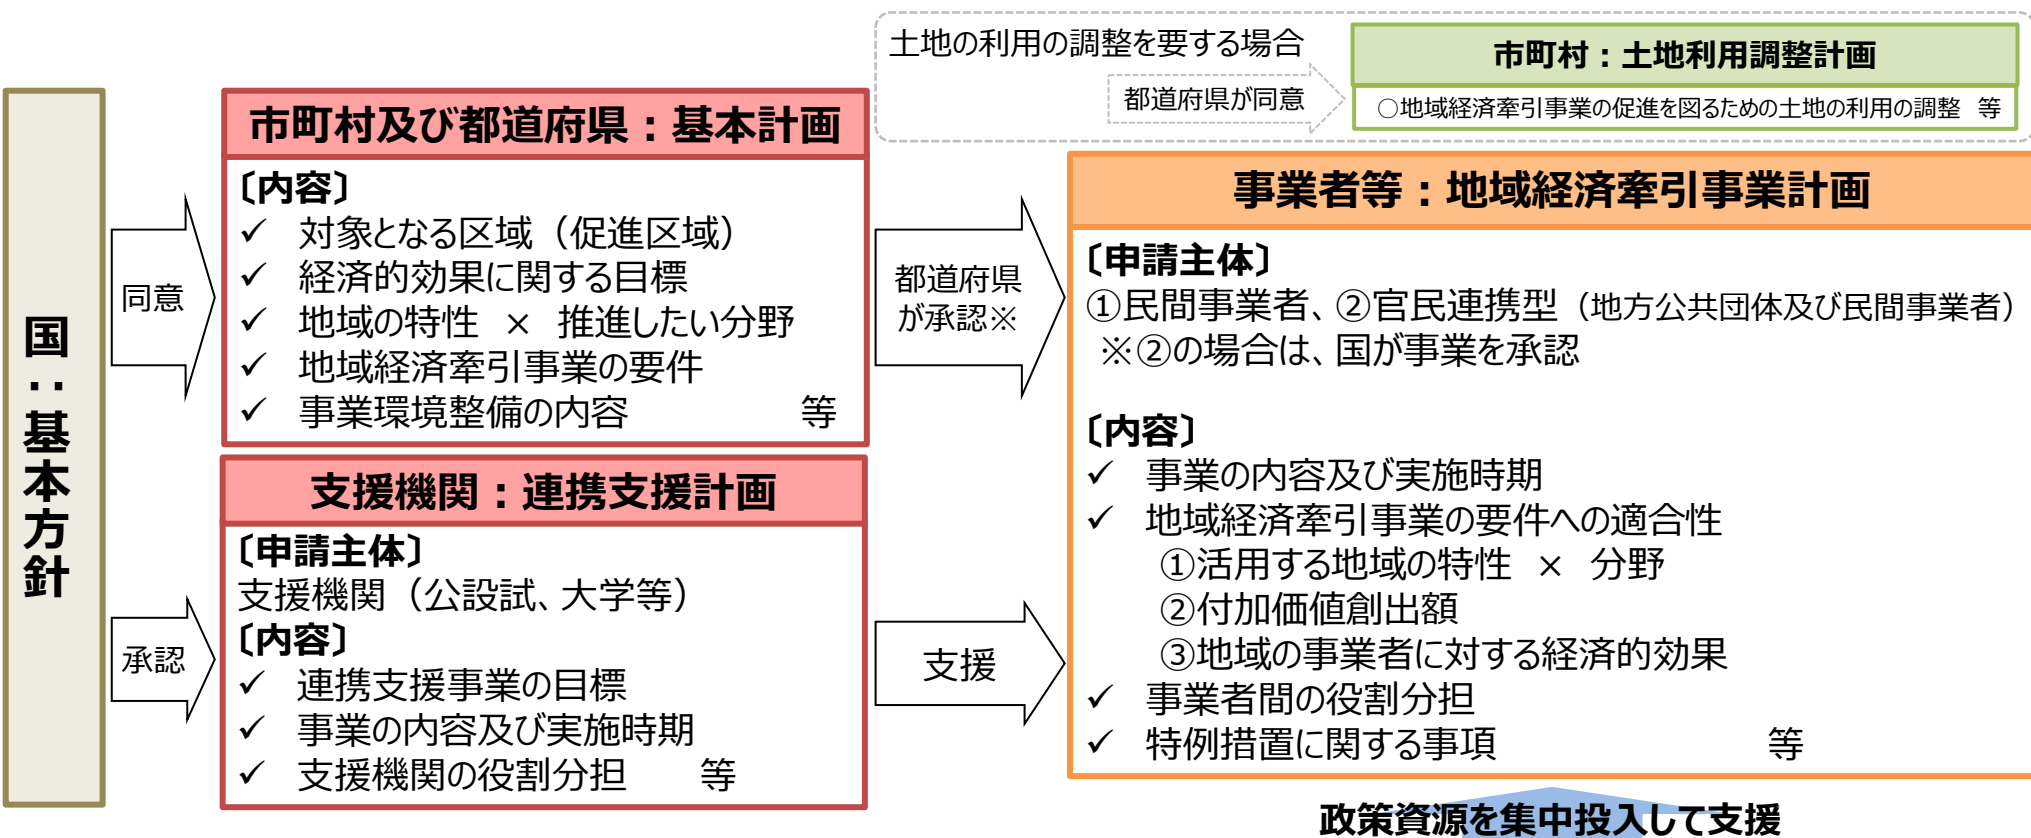 国：基本方針
同意
承認
市町村及び都道府県：基本計画
〔内容〕
✓ 対象となる区域（促進区域）
✓ 経済的効果に関する目標
✓ 地域の特性 × 推進したい分野
✓ 地域経済牽引事業の要件
✓ 事業環境整備の内容 等
支援機関：連携支援計画
〔申請主体〕
支援機関（公設試、大学等）
〔内容〕
✓ 連携支援事業の目標
✓ 事業の内容及び実施時期
✓ 支援機関の役割分担 等
都道府県
が承認※
支援
土地の利用の調整を要する場合
都道府県が同意
市町村：土地利用調整計画
○地域経済牽引事業の促進を図るための土地の利用の調整 等
事業者等：地域経済牽引事業計画
〔申請主体〕
①民間事業者、②官民連携型（地方公共団体及び民間事業者）
※②の場合は、国が事業を承認
〔内容〕
✓ 事業の内容及び実施時期
✓ 地域経済牽引事業の要件への適合性
①活用する地域の特性 × 分野
②付加価値創出額
③地域の事業者に対する経済的効果
✓ 事業者間の役割分担
✓ 特例措置に関する事項 等
政策資源を集中投入して支援